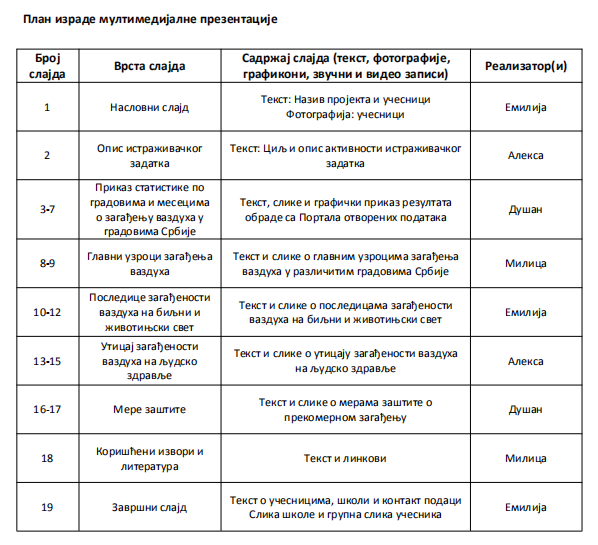 План израде мултимедијалне презентације
Број
слајда
Врста слајда
Садржај слајда (текст, фотографије,
графикони, звучни и видео записи)
Реализатор(и)
1
Насловни слајд
Текст: Назив пројекта и учесници
Фотографија: учесници
Емилија
2
Опис истраживачког
задатка
Текст: Циљ и опис активности истраживачког
задатка
Алекса
3-7
Приказ статистике по
градовима и месецима
о загађењу ваздуха у
градовима Србије
Текст, слике и графички приказ резултата
обраде са Портала отворених података
Душан
8-9
Главни узроци загађења
ваздуха
Текст и слике о главним узроцима загађења
ваздуха у различитим градовима Србије
Милица
10-12
Последице загађености
ваздуха на биљни и
животињски свет
Текст и слике о последицама загађености
ваздуха на биљни и животињски свет
Емилија
13-15
Утицај загађености
ваздуха на људско
здравље
Текст и слике о утицају загађености ваздуха
на људско здравље
Алекса
16-17
Мере заштите
Текст и слике о мерама заштите о
прекомерном загађењу
Душан
18
Коришћени извори и
литература
Текст и линкови
Милица
19
Завршни слајд
Текст о учесницима, школи и контакт подаци
Слика школе и групна слика учесника
Емилија